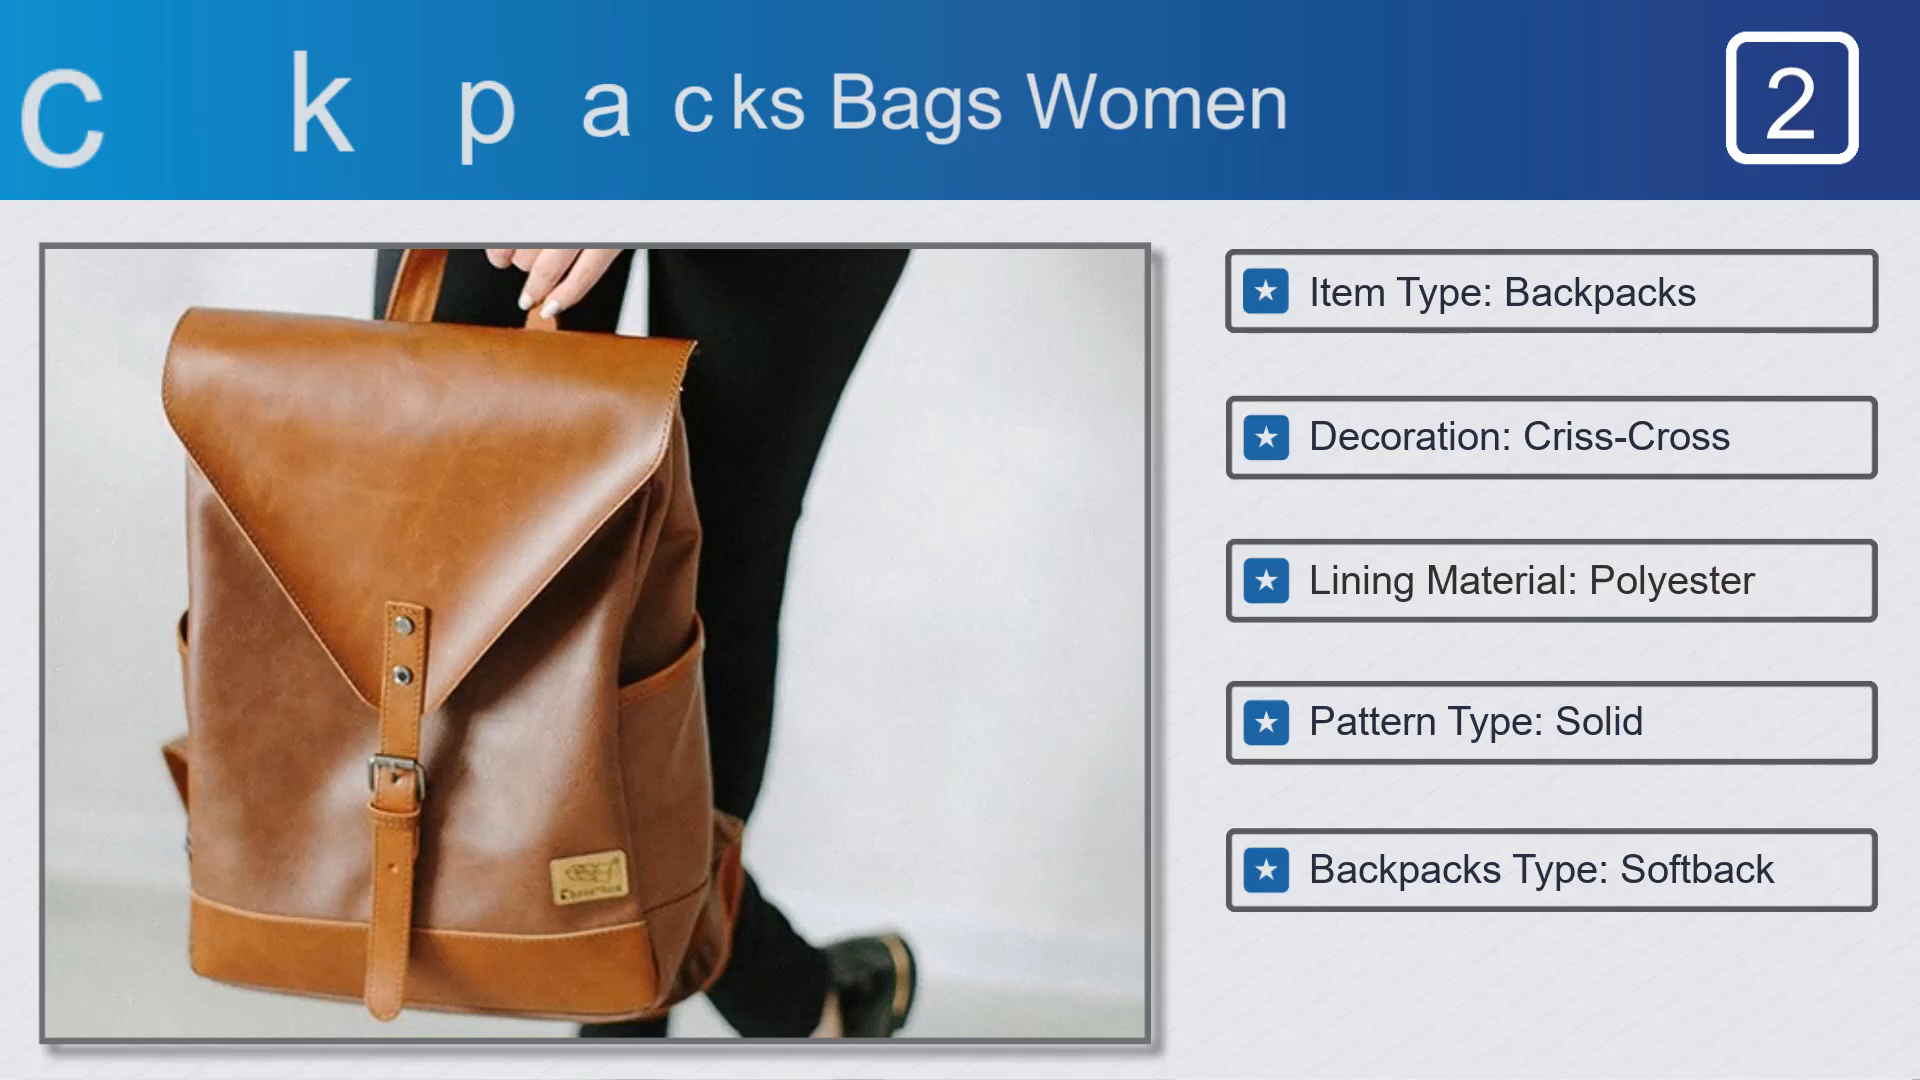 c k p a cks Bags Women
2
Item Type: Backpacks
Decoration: Criss-Cross
Lining Material: Polyester
Pattern Type: Solid
Backpacks Type: Softback